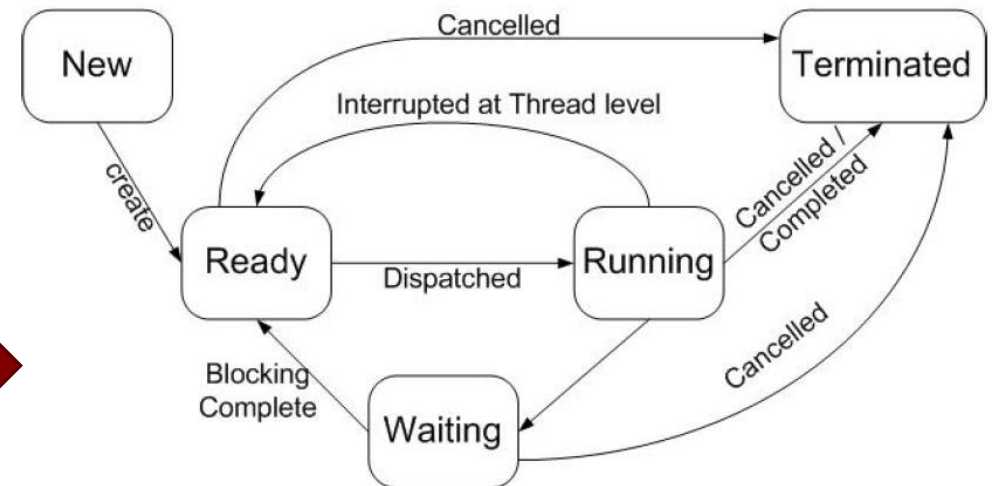 Cancelled
New
Terminated
Interrupted at Thread level
create
Cancelled /
Completed
Ready
Dispatched
Running
Blocking
Complete
Cancelled
Waiting